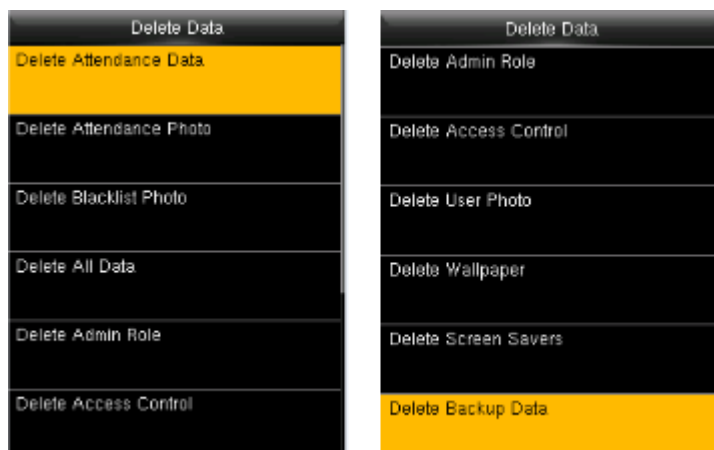 Delete Data
Delete Attendance Data
Delete Attendance Photo
Delete Blacklist Photo
Delete All Data
Delete Admin Role
Delete Access Control
Delete Data
Delete Admin Role
Delete Access Control
Delete User Photo
Delete Wallpaper
Delete Screen Savers
Delete Backup Data